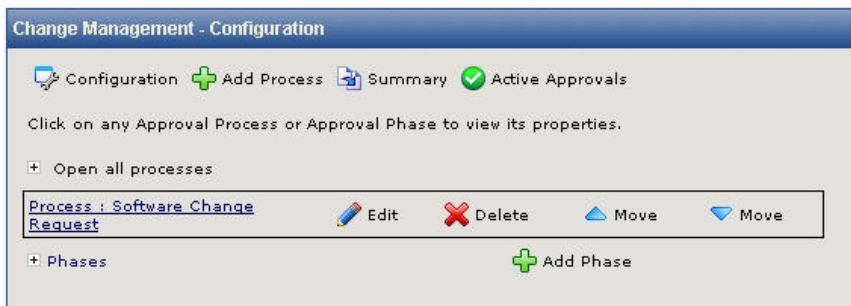 Change Management - Configuration
Configuration Add Process Summary Active Approvals
Click on any Approval Process or Approval Phase to view its properties.
Open all processes
Process : Software Change Edit Delete Move Move
Request
Phases Add Phase